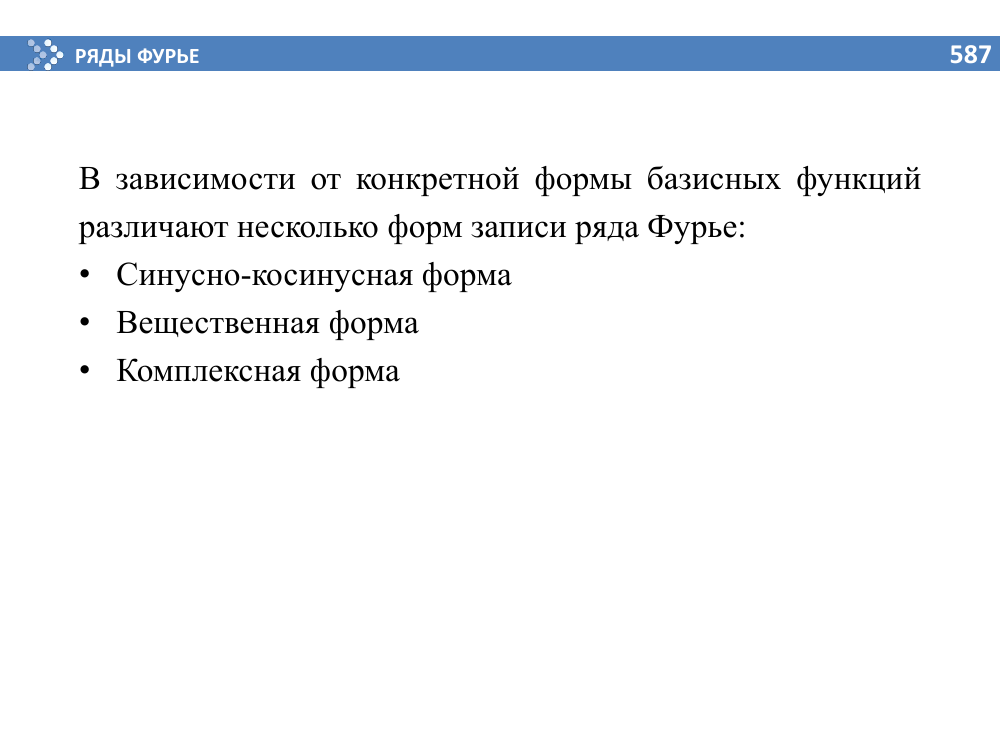 РЯДЫ ФУРЬЕ
587
В зависимости от конкретной формы базисных функций
различают несколько форм записи ряда Фурье:
• Синусно-косинусная форма
• Вещественная форма
• Комплексная форма